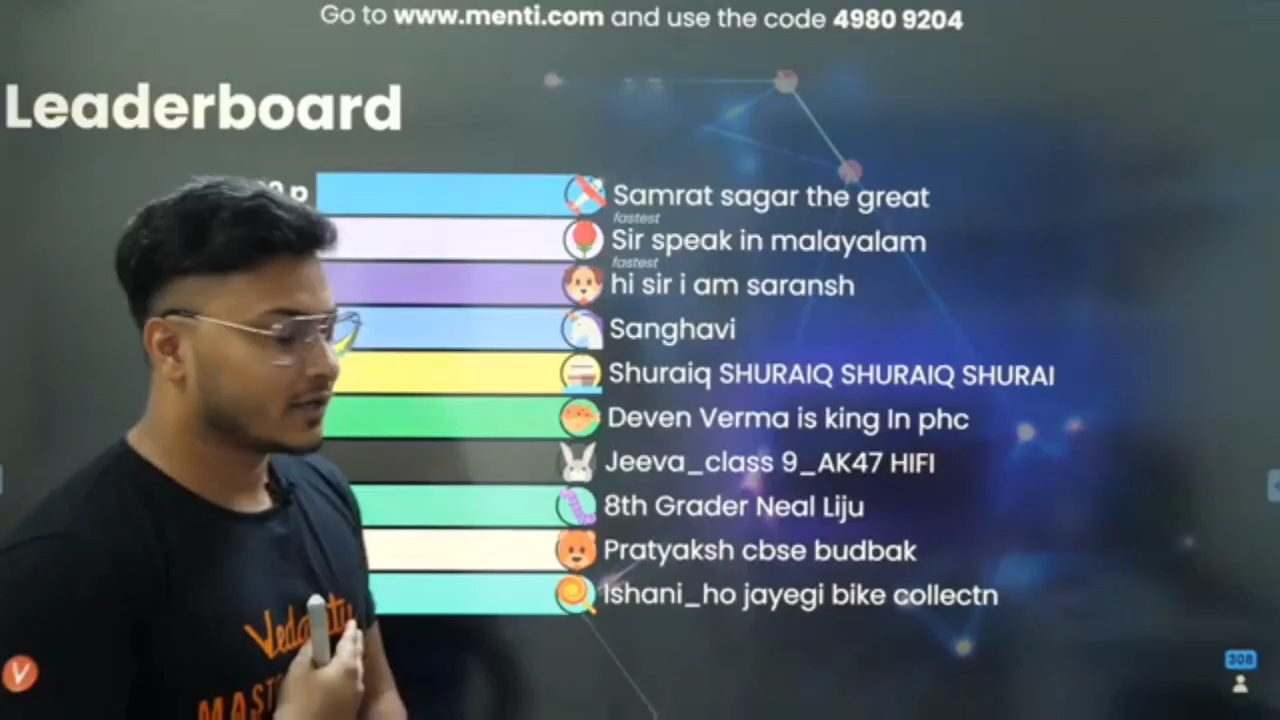 Go to www.menti.com and use the code 4980 9204
Leaderboard
p
Samrat sagar the great
fastest
Sir speak in malayalam
fastest
hi sir i am saransh
Sanghavi
Shuraiq SHURAIQ SHURAIQ SHURAI
Deven Verma is king In phc
Jeeva_class 9_AK47 HIFI
8th Grader Neal Liju
Pratyaksh cbse budbak
Ishani_ho jayegi bike collectn
V
308